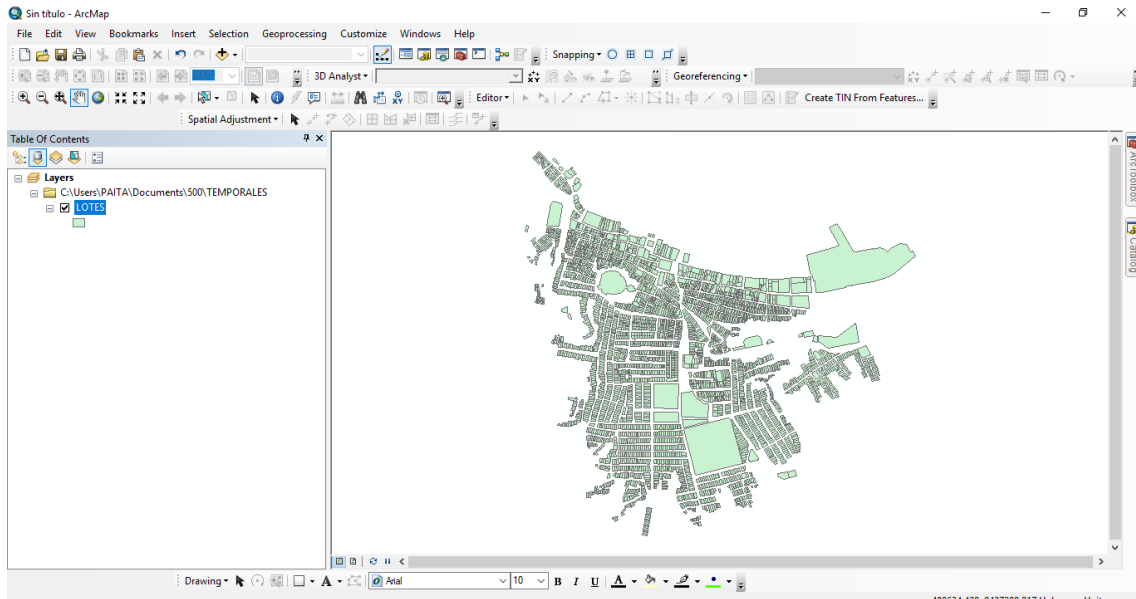 Sin título - ArcMap
File Edit View Bookmarks Insert Selection Geoprocessing Customize Windows Help
Snapping
3D Analyst
Georeferencing
Editor
Create TIN From Features...
Spatial Adjustment
Table Of Contents
Layers
C:\Users\PAITA\Documents\500\TEMPORALES
LOTES
ArcToolbox
Catalog
Drawing
A
Arial
10
B I U A